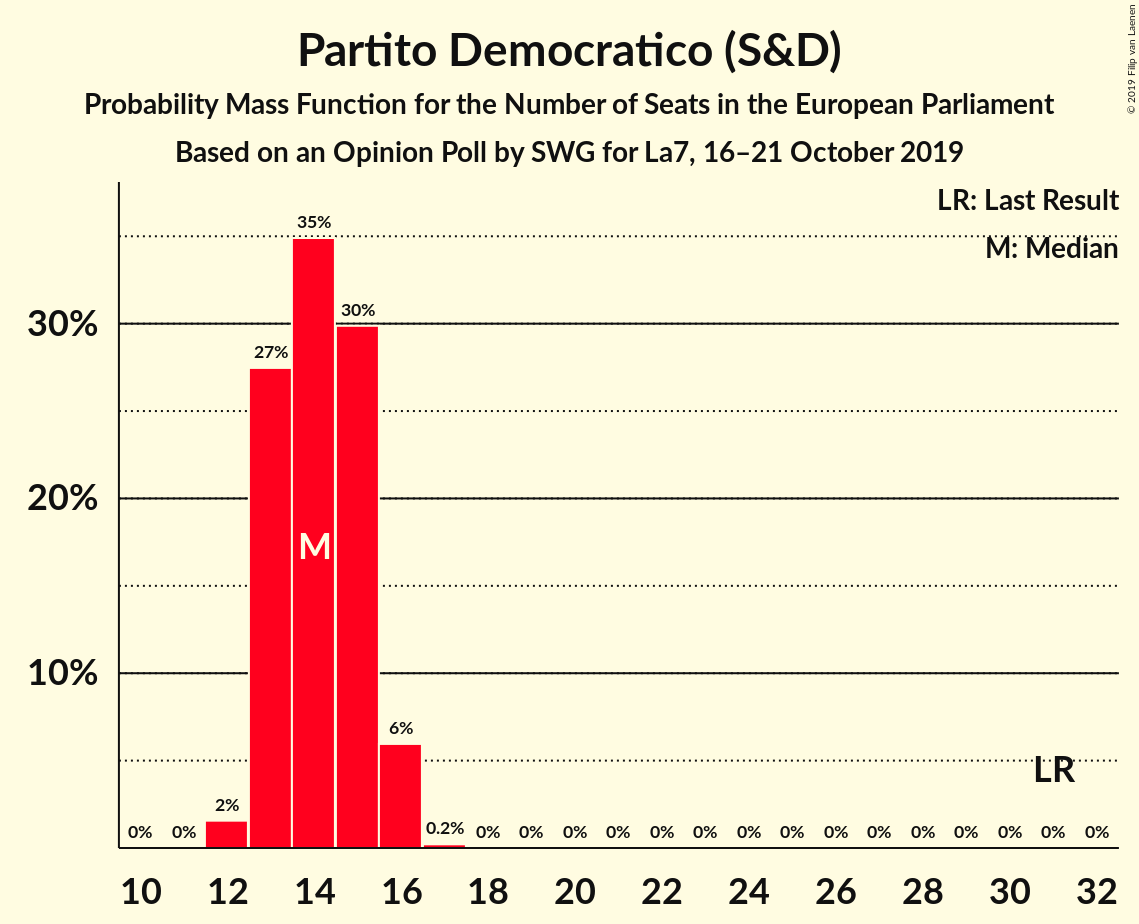 Partito Democratico (S&D)
Probability Mass Function for the Number of Seats in the European Parliament
Based on an Opinion Poll by SWG for La7, 16–21 October 2019
© 2019 Filip van Laenen
LR: Last Result
M: Median
35%
30%
30%
27%
20%
M
10%
6%
LR
2%
0% 0% 0.2% 0% 0% 0% 0% 0% 0% 0% 0% 0% 0% 0% 0% 0% 0% 0%
10 12 14 16 18 20 22 24 26 28 30 32